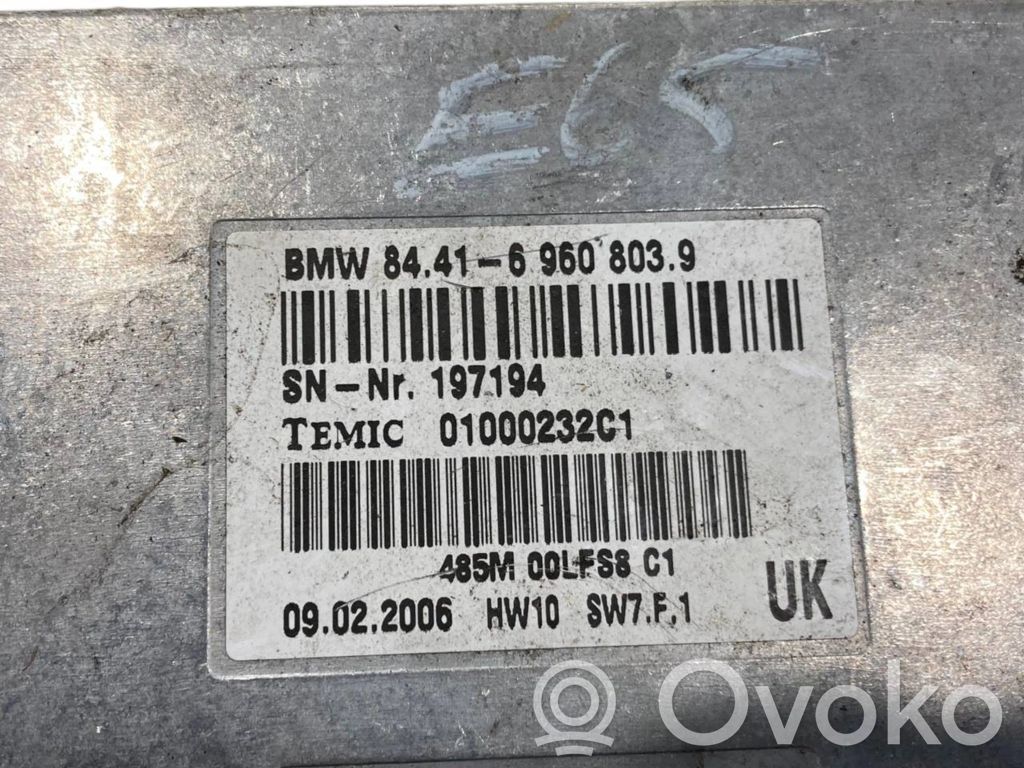 E65
BMW 84.41-6 960 803.9
SN-Nr. 197194
TEMIC 01000232C1
485M 00LFS8 C1
09.02.2006 HW10 SW7.F.1 UK
Ovoko